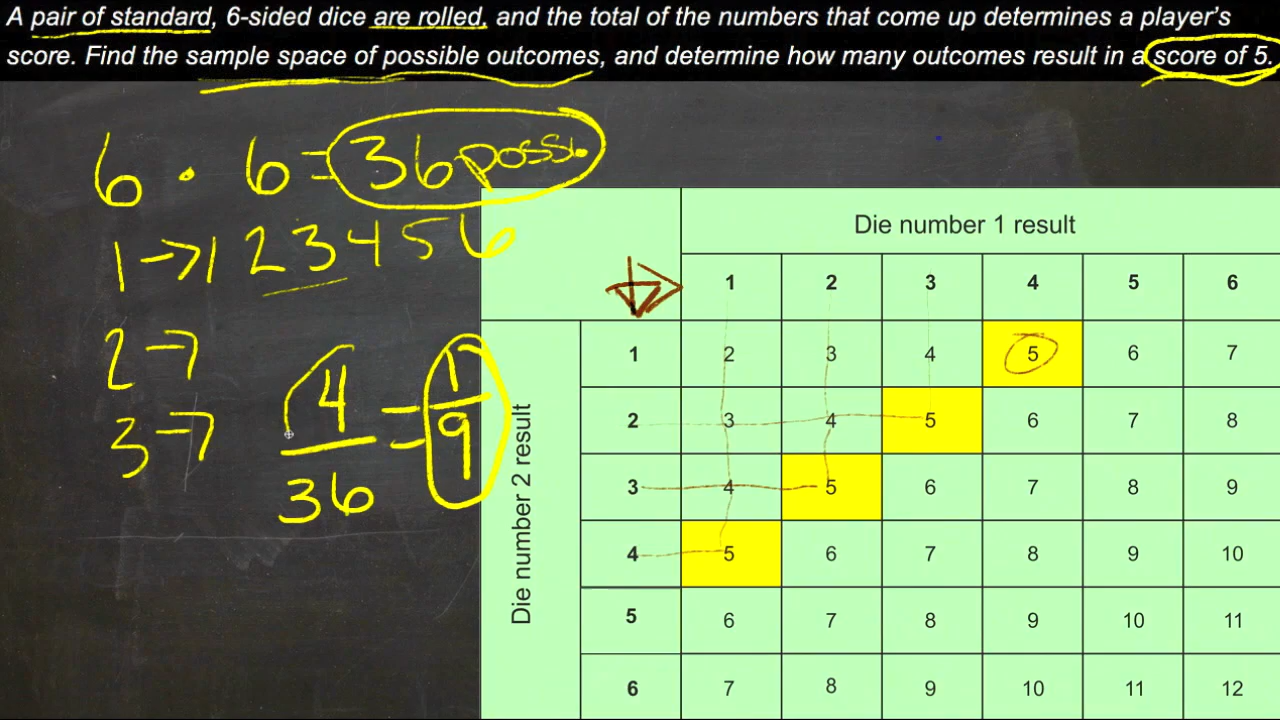 A pair of standard, 6-sided dice are rolled, and the total of the numbers that come up determines a player's
score. Find the sample space of possible outcomes, and determine how many outcomes result in a score of 5.
6 · 6 = 36 possib.
1 → 1 2 3 4 5 6
2 →
3 →
4/36 = 1/9
Die number 1 result
1 2 3 4 5 6
Die number 2 result
1 2 3 4 5 6 7
2 3 4 5 6 7 8
3 4 5 6 7 8 9
4 5 6 7 8 9 10
5 6 7 8 9 10 11
6 7 8 9 10 11 12